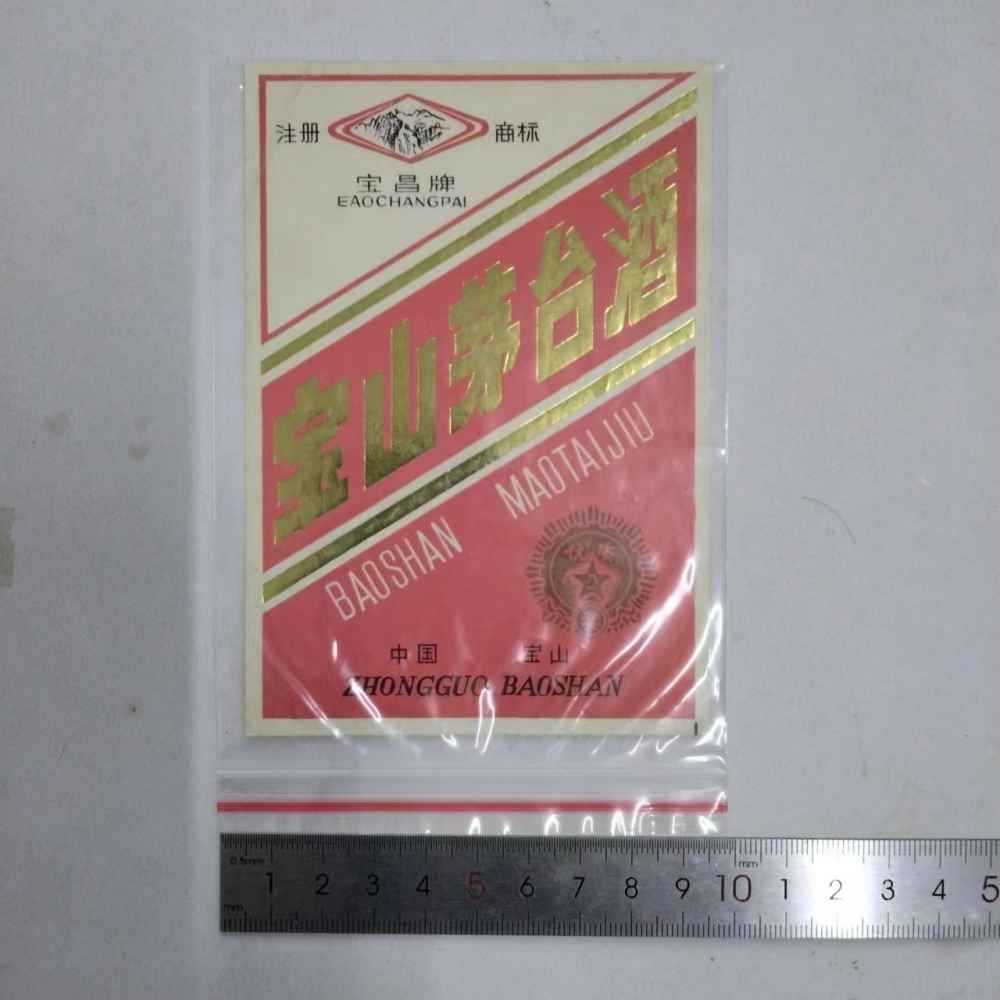 注册 商标
宝昌牌
EAOCHANGPAI
宝山茅台酒
BAOSHAN MAOTAIJIU
中国 宝山
ZHONGGUO BAOSHAN
0.5mm mm
1 2 3 4 5 6 7 8 9 10 1 2 3 4 5
mm